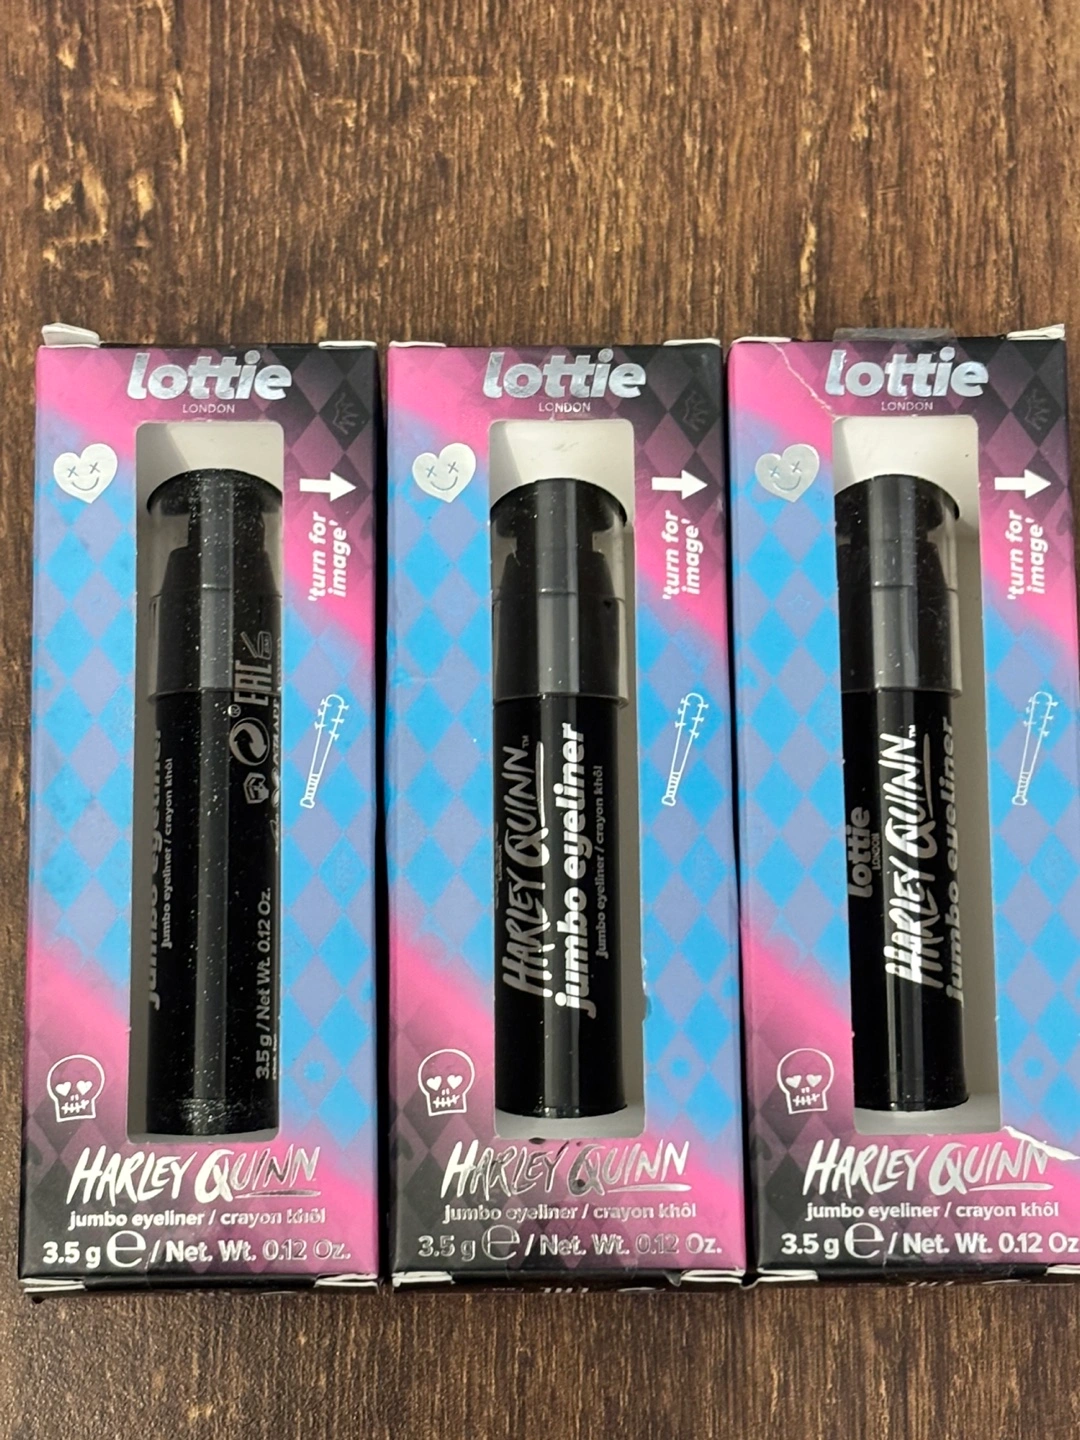 lottie
LONDON
'turn for
image'
EAC
jumbo eyeliner
jumbo eyeliner / crayon khôl
3.5 g / Net Wt. 0.12 Oz.
HARLEY QUINN
jumbo eyeliner / crayon khôl
3.5 g e / Net. Wt. 0.12 Oz.
lottie
LONDON
'turn for
image'
HARLEY QUINN™
jumbo eyeliner
jumbo eyeliner / crayon khôl
HARLEY QUINN
jumbo eyeliner / crayon khôl
3.5 g e / Net. Wt. 0.12 Oz.
lottie
LONDON
'turn for
image'
lottie
LONDON
HARLEY QUINN™
jumbo eyeliner
HARLEY QUINN
jumbo eyeliner / crayon khôl
3.5 g e / Net. Wt. 0.12 Oz